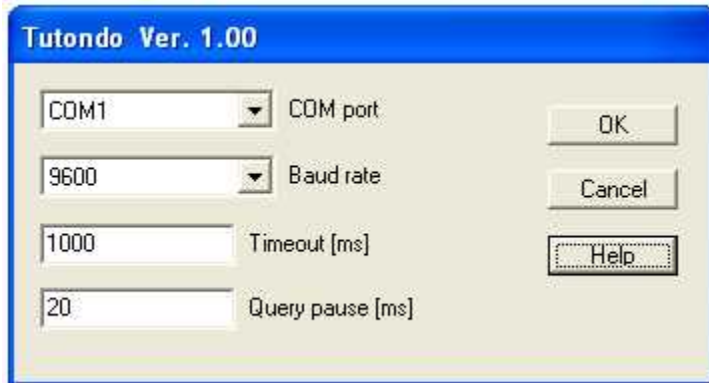 Tutondo Ver. 1.00
COM1 COM port
OK
9600 Baud rate
Cancel
1000 Timeout [ms]
Help
20 Query pause [ms]